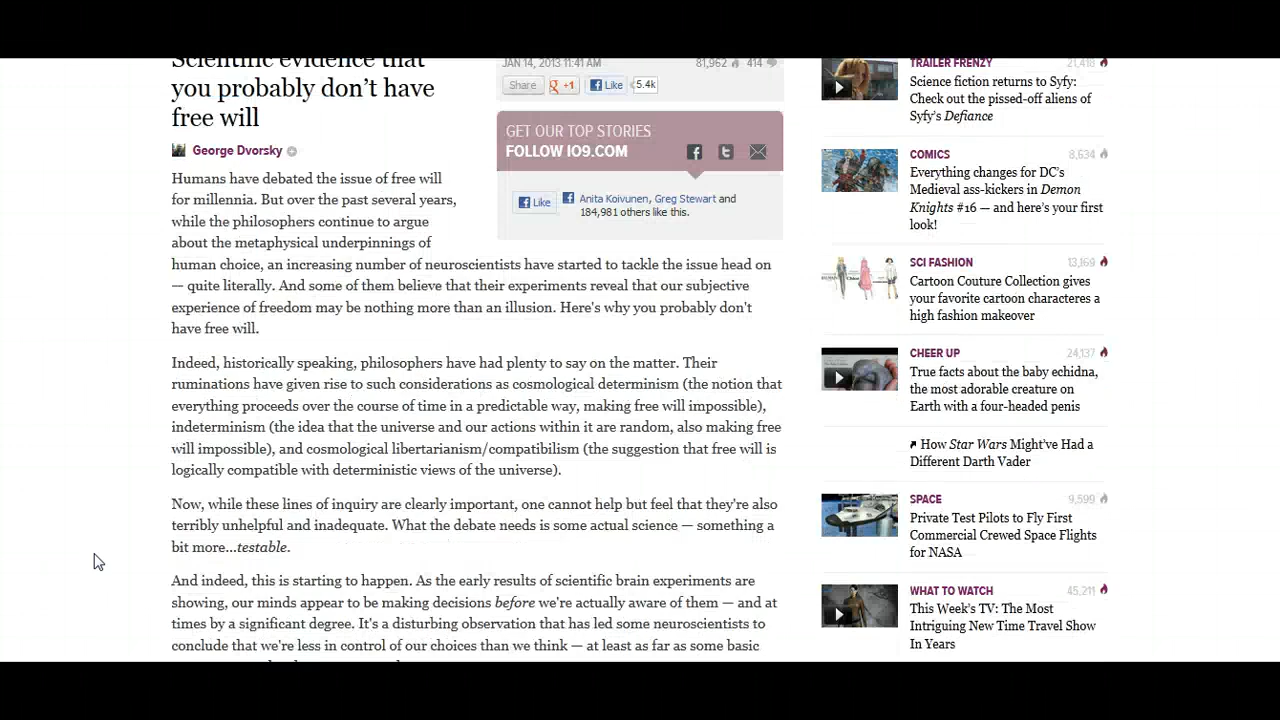 Scientific evidence that
you probably don't have
free will
George Dvorsky
JAN 14, 2013 11:41 AM
81,962
414
Share
+1
Like
5.4k
GET OUR TOP STORIES
FOLLOW IO9.COM
Like
Anita Koivunen, Greg Stewart and
184,981 others like this.
Humans have debated the issue of free will
for millennia. But over the past several years,
while the philosophers continue to argue
about the metaphysical underpinnings of
human choice, an increasing number of neuroscientists have started to tackle the issue head on
— quite literally. And some of them believe that their experiments reveal that our subjective
experience of freedom may be nothing more than an illusion. Here's why you probably don't
have free will.
Indeed, historically speaking, philosophers have had plenty to say on the matter. Their
ruminations have given rise to such considerations as cosmological determinism (the notion that
everything proceeds over the course of time in a predictable way, making free will impossible),
indeterminism (the idea that the universe and our actions within it are random, also making free
will impossible), and cosmological libertarianism/compatibilism (the suggestion that free will is
logically compatible with deterministic views of the universe).
Now, while these lines of inquiry are clearly important, one cannot help but feel that they're also
terribly unhelpful and inadequate. What the debate needs is some actual science — something a
bit more...testable.
And indeed, this is starting to happen. As the early results of scientific brain experiments are
showing, our minds appear to be making decisions before we're actually aware of them — and at
times by a significant degree. It's a disturbing observation that has led some neuroscientists to
conclude that we're less in control of our choices than we think — at least as far as some basic
TRAILER FRENZY
21,418
Science fiction returns to Syfy:
Check out the pissed-off aliens of
Syfy's Defiance
COMICS
8,634
Everything changes for DC's
Medieval ass-kickers in Demon
Knights #16 — and here's your first
look!
SCI FASHION
13,169
Cartoon Couture Collection gives
your favorite cartoon characteres a
high fashion makeover
CHEER UP
24,137
True facts about the baby echidna,
the most adorable creature on
Earth with a four-headed penis
How Star Wars Might've Had a
Different Darth Vader
SPACE
9,599
Private Test Pilots to Fly First
Commercial Crewed Space Flights
for NASA
WHAT TO WATCH
45,211
This Week's TV: The Most
Intriguing New Time Travel Show
In Years